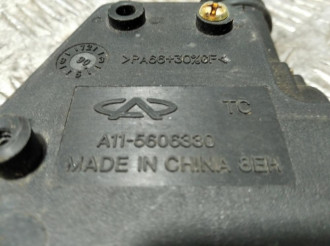 >PA66+30%GF<
TC
A11-5606330
MADE IN CHINA